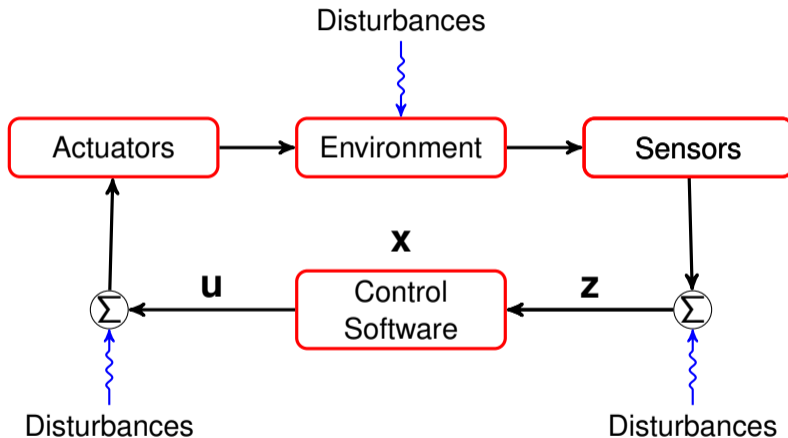 Disturbances
Actuators
Environment
Sensors
x
u
Control
Software
z
Σ
Σ
Disturbances
Disturbances